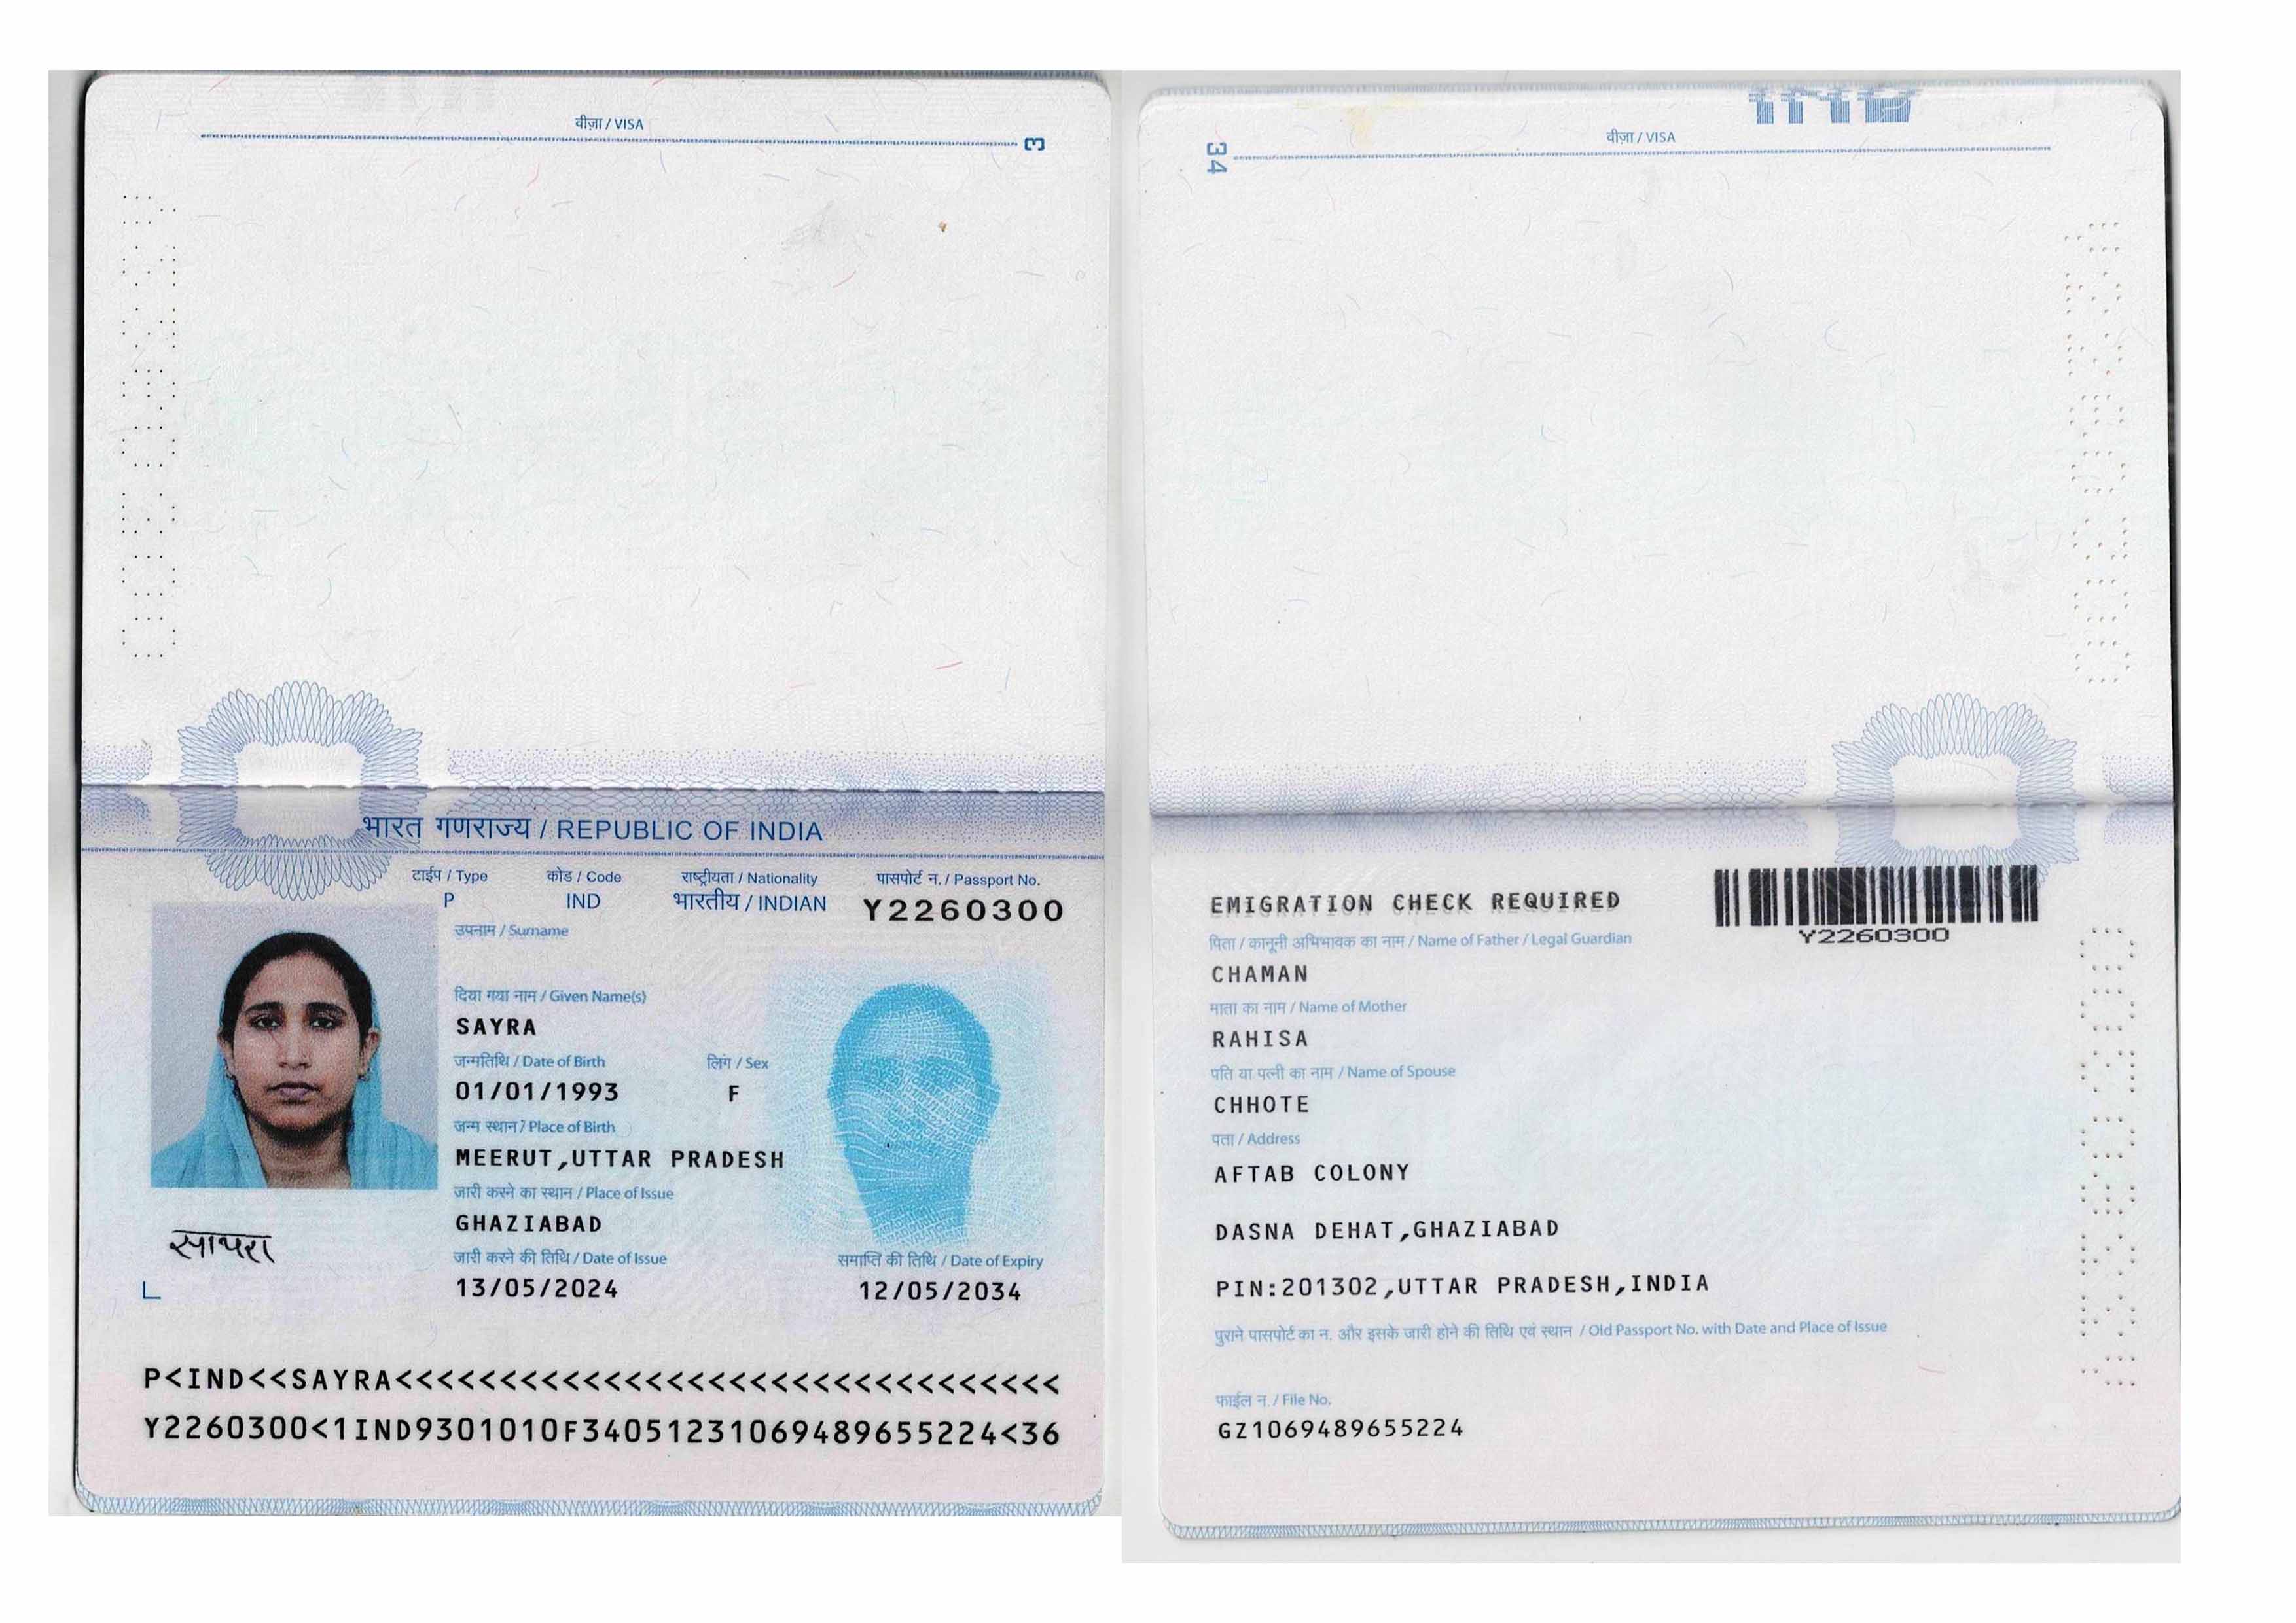 वीज़ा / VISA
3
भारत गणराज्य / REPUBLIC OF INDIA
टाईप / Type
कोड / Code
राष्ट्रीयता / Nationality
पासपोर्ट न. / Passport No.
P
IND
भारतीय / INDIAN
Y2260300
उपनाम / Surname
दिया गया नाम / Given Name(s)
SAYRA
जन्मतिथि / Date of Birth
लिंग / Sex
01/01/1993
F
जन्म स्थान / Place of Birth
MEERUT,UTTAR PRADESH
जारी करने का स्थान / Place of Issue
GHAZIABAD
जारी करने की तिथि / Date of Issue
समाप्ति की तिथि / Date of Expiry
13/05/2024
12/05/2034
सायरा
P<IND<<SAYRA<<<<<<<<<<<<<<<<<<<<<<<<<<<<<<<<
Y2260300<1IND9301010F34051231069489655224<36
वीज़ा / VISA
34
IND
EMIGRATION CHECK REQUIRED
Y2260300
पिता / कानूनी अभिभावक का नाम / Name of Father / Legal Guardian
CHAMAN
माता का नाम / Name of Mother
RAHISA
पति या पत्नी का नाम / Name of Spouse
CHHOTE
पता / Address
AFTAB COLONY
DASNA DEHAT,GHAZIABAD
PIN:201302,UTTAR PRADESH,INDIA
पुराने पासपोर्ट का न. और इसके जारी होने की तिथि एवं स्थान / Old Passport No. with Date and Place of Issue
फाईल न. / File No.
GZ1069489655224